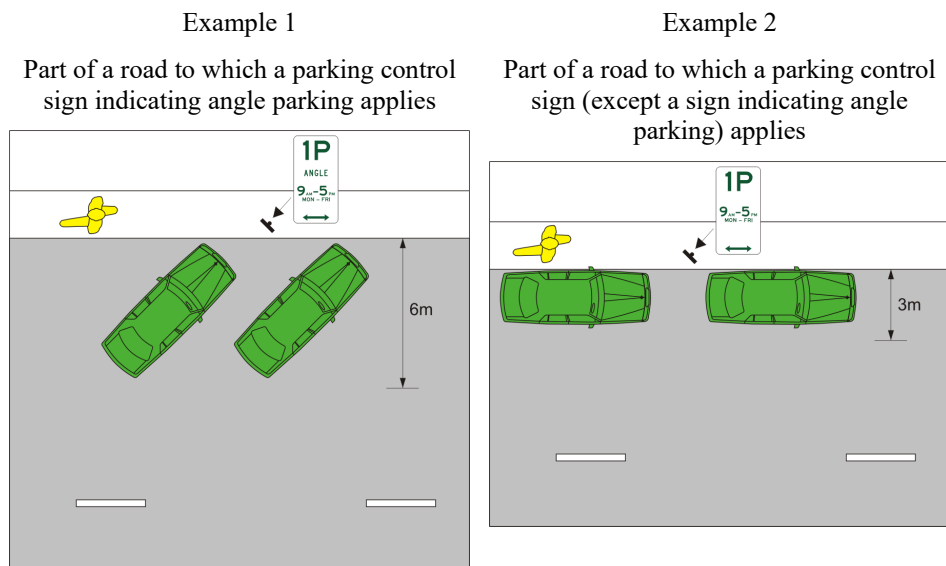 Example 1
Part of a road to which a parking control
sign indicating angle parking applies
1P
ANGLE
9AM-5PM
MON - FRI
6m
Example 2
Part of a road to which a parking control
sign (except a sign indicating angle
parking) applies
1P
9AM-5PM
MON - FRI
3m